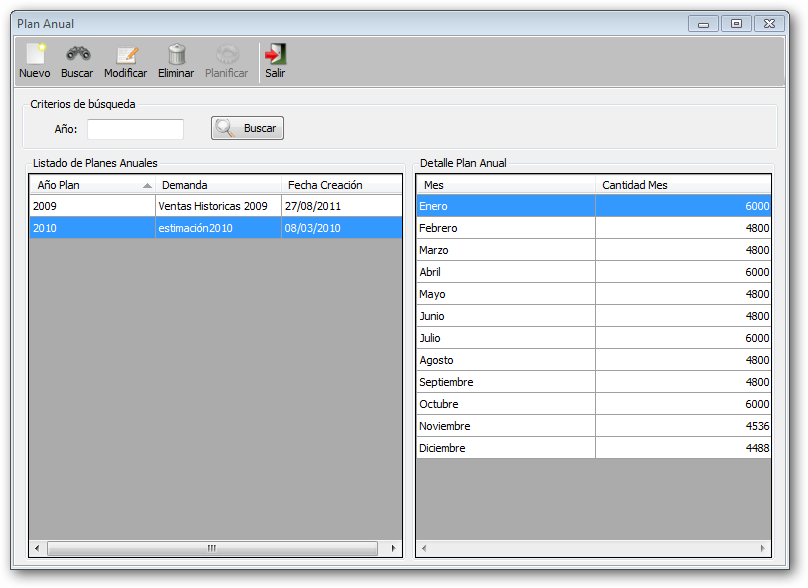 Plan Anual
Nuevo Buscar Modificar Eliminar Planificar Salir
Criterios de búsqueda
Año: Buscar
Listado de Planes Anuales
Año Plan Demanda Fecha Creación
2009 Ventas Historicas 2009 27/08/2011
2010 estimación2010 08/03/2010
Detalle Plan Anual
Mes Cantidad Mes
Enero 6000
Febrero 4800
Marzo 4800
Abril 6000
Mayo 4800
Junio 4800
Julio 6000
Agosto 4800
Septiembre 4800
Octubre 6000
Noviembre 4536
Diciembre 4488